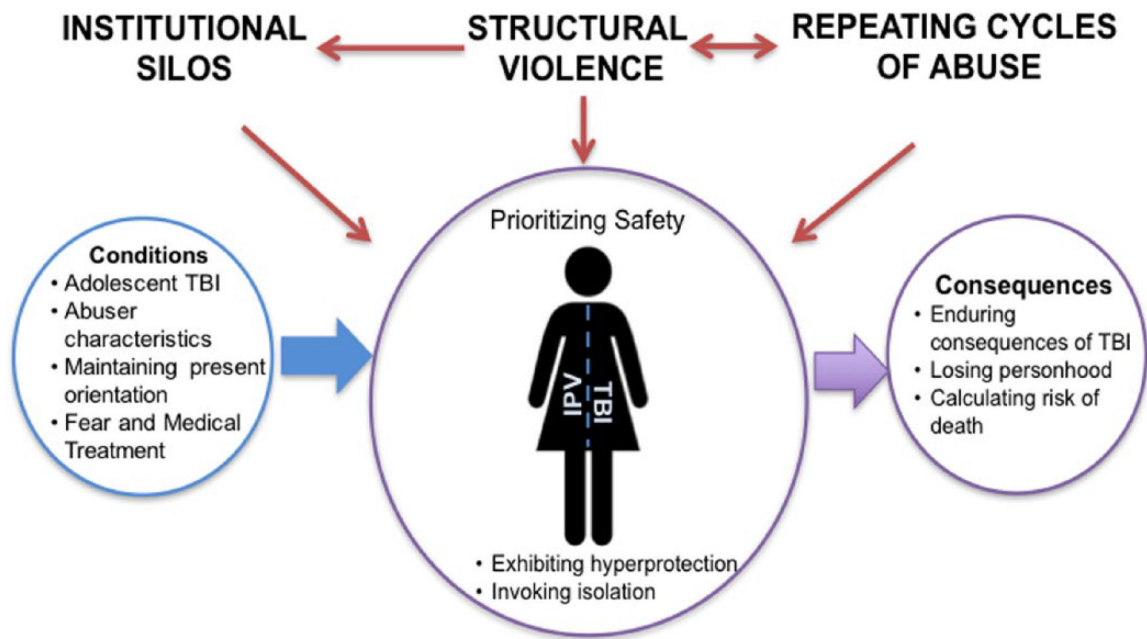 INSTITUTIONAL
SILOS
STRUCTURAL
VIOLENCE
REPEATING CYCLES
OF ABUSE
Conditions
• Adolescent TBI
• Abuser
characteristics
• Maintaining present
orientation
• Fear and Medical
Treatment
Prioritizing Safety
IPV
TBI
• Exhibiting hyperprotection
• Invoking isolation
Consequences
• Enduring
consequences of TBI
• Losing personhood
• Calculating risk of
death